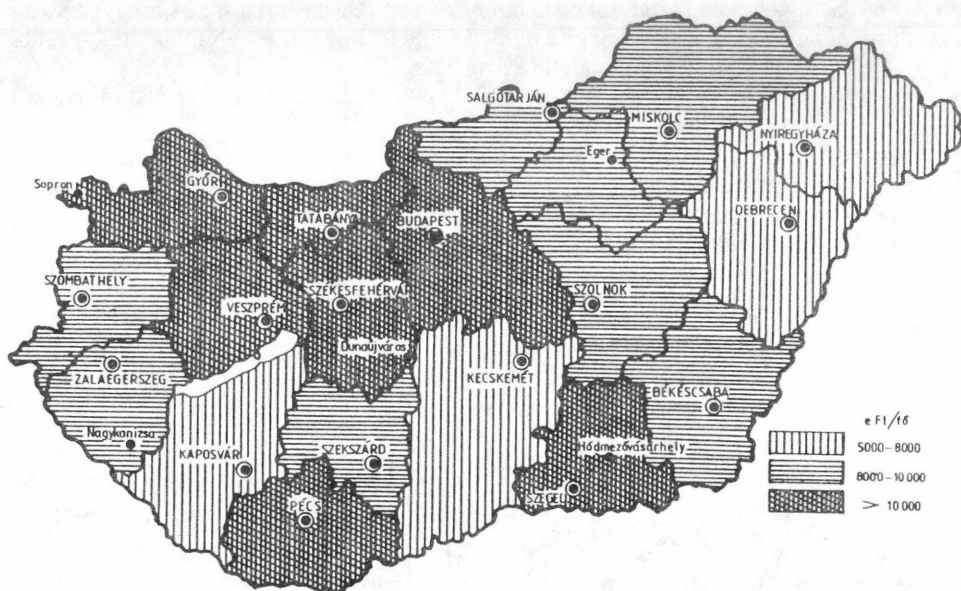 SALGÓTARJÁN
MISKOLC
Eger
NYIREGYHÁZA
Sopron
GYŐR
TATABÁNYA
BUDAPEST
DEBRECEN
SZOMBATHELY
VESZPRÉM
SZÉKESFEHÉRVÁR
SZOLNOK
Dunaújváros
ZALAEGERSZEG
KECSKEMÉT
BÉKÉSCSABA
Nagykanizsa
KAPOSVÁR
SZEKSZÁRD
Hódmezővásárhely
SZEGED
PÉCS
e Ft/fő
5000-8000
8000-10 000
> 10 000